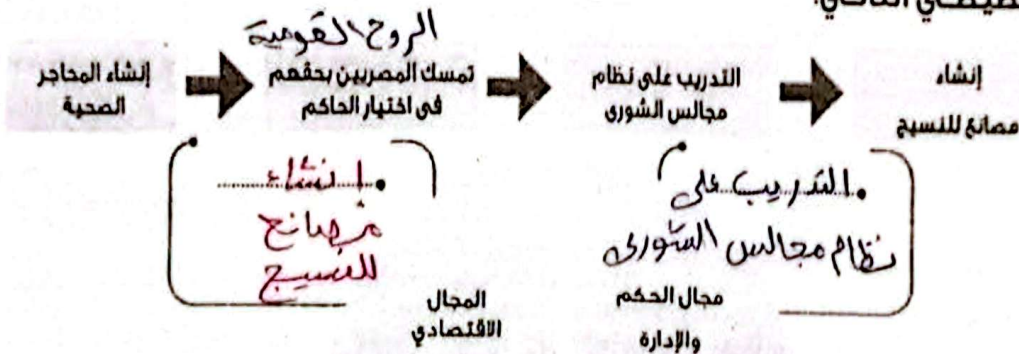 الروح القومية
إنشاء المحاجر
الصحية
تمسك المصريين بحقهم
في اختيار الحاكم
التدريب على نظام
مجالس الشورى
إنشاء
مصانع للنسيج
إنشاء
مصانع
للنسيج
المجال
الاقتصادي
التدريب على
نظام مجالس الشورى
مجال الحكم
والإدارة